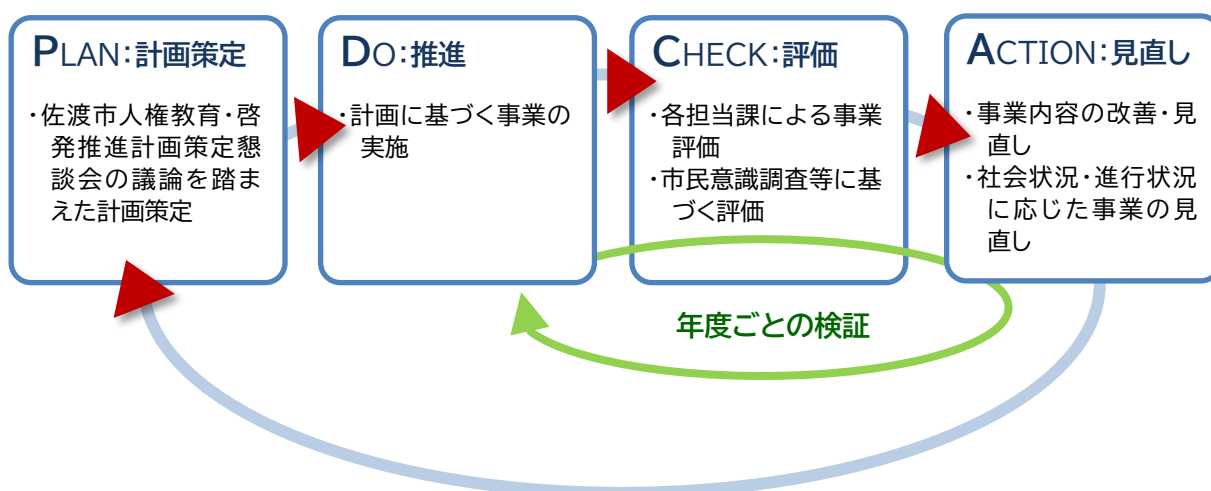 PLAN:計画策定
・佐渡市人権教育・啓
発推進計画策定懇
談会の議論を踏ま
えた計画策定
DO:推進
・計画に基づく事業の
実施
CHECK:評価
・各担当課による事業
評価
・市民意識調査等に基
づく評価
ACTION:見直し
・事業内容の改善・見
直し
・社会状況・進行状況
に応じた事業の見
直し
年度ごとの検証